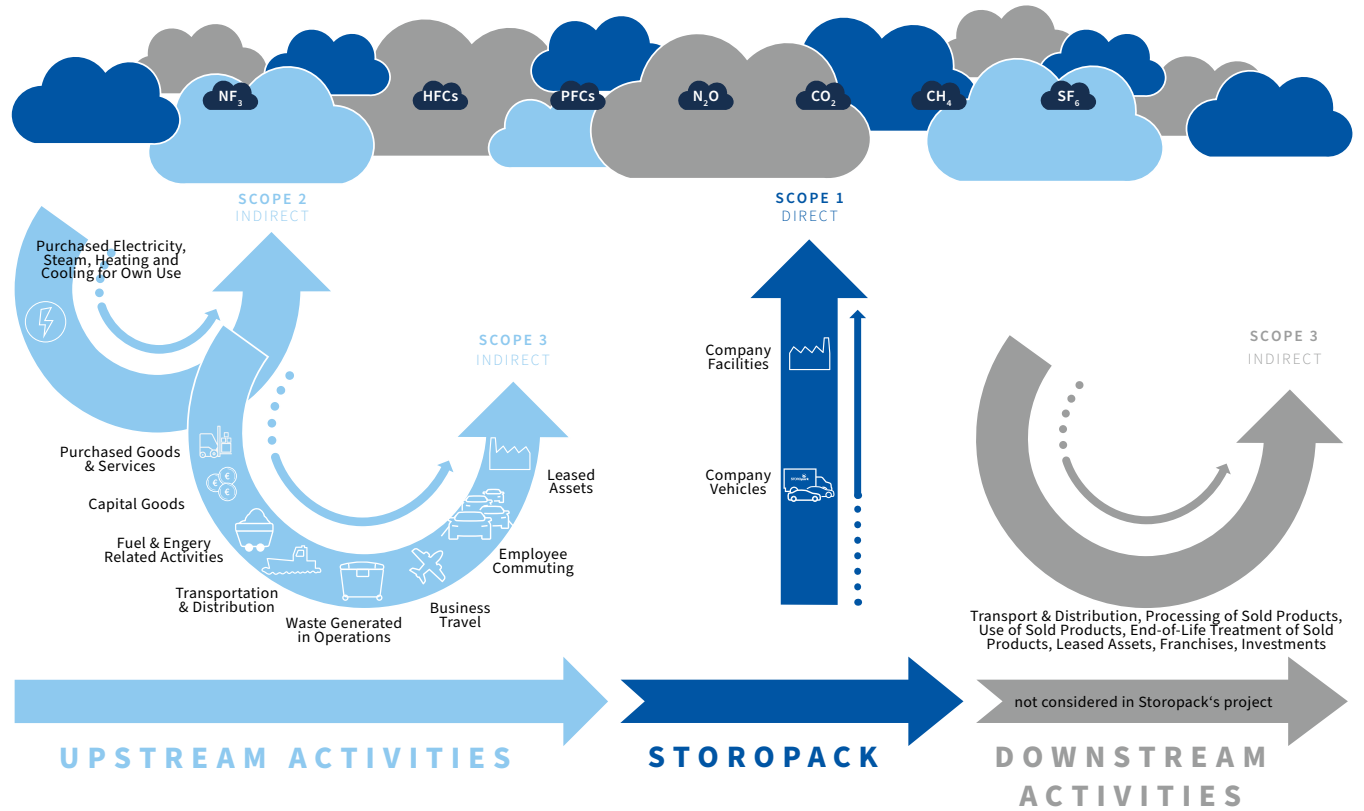 NF3
HFCs
PFCs
N2O
CO2
CH4
SF6
SCOPE 2
INDIRECT
Purchased Electricity,
Steam, Heating and
Cooling for Own Use
SCOPE 3
INDIRECT
Purchased Goods
& Services
Capital Goods
Fuel & Engery
Related Activities
Transportation
& Distribution
Waste Generated
in Operations
Business
Travel
Employee
Commuting
Leased
Assets
SCOPE 1
DIRECT
Company
Facilities
Company
Vehicles
SCOPE 3
INDIRECT
Transport & Distribution, Processing of Sold Products,
Use of Sold Products, End-of-Life Treatment of Sold
Products, Leased Assets, Franchises, Investments
not considered in Storopack‘s project
UPSTREAM ACTIVITIES
STOROPACK
DOWNSTREAM
ACTIVITIES